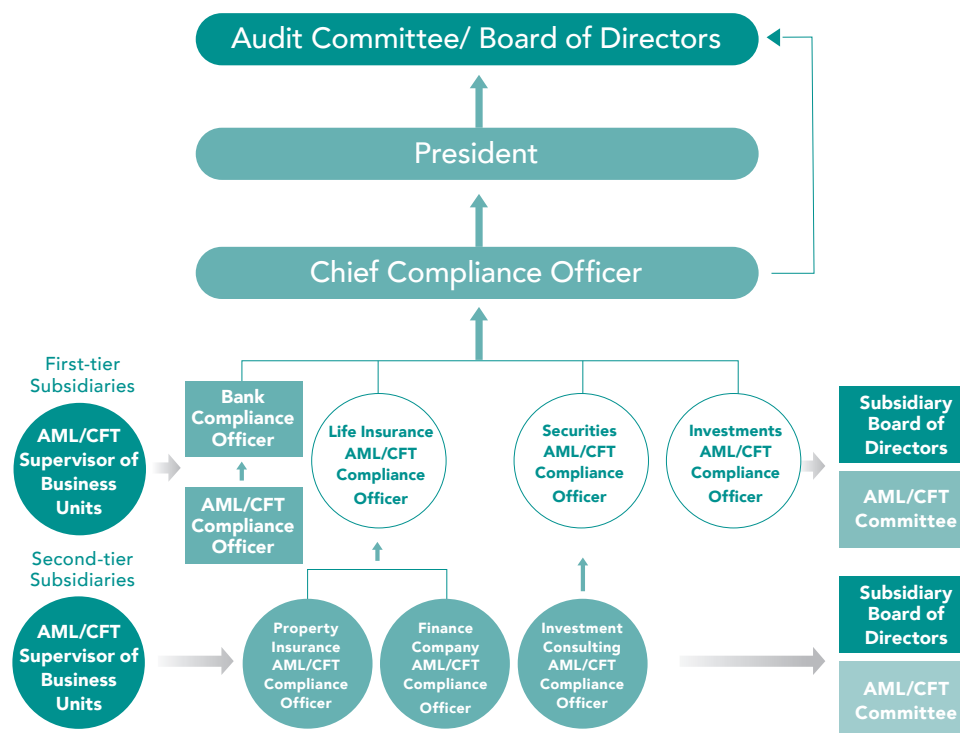 Audit Committee/ Board of Directors
President
Chief Compliance Officer
First-tier
Subsidiaries
AML/CFT
Supervisor of
Business
Units
Bank
Compliance
Officer
AML/CFT
Compliance
Officer
Life Insurance
AML/CFT
Compliance
Officer
Securities
AML/CFT
Compliance
Officer
Investments
AML/CFT
Compliance
Officer
Subsidiary
Board of
Directors
AML/CFT
Committee
Second-tier
Subsidiaries
AML/CFT
Supervisor of
Business
Units
Property
Insurance
AML/CFT
Compliance
Officer
Finance
Company
AML/CFT
Compliance
Officer
Investment
Consulting
AML/CFT
Compliance
Officer
Subsidiary
Board of
Directors
AML/CFT
Committee